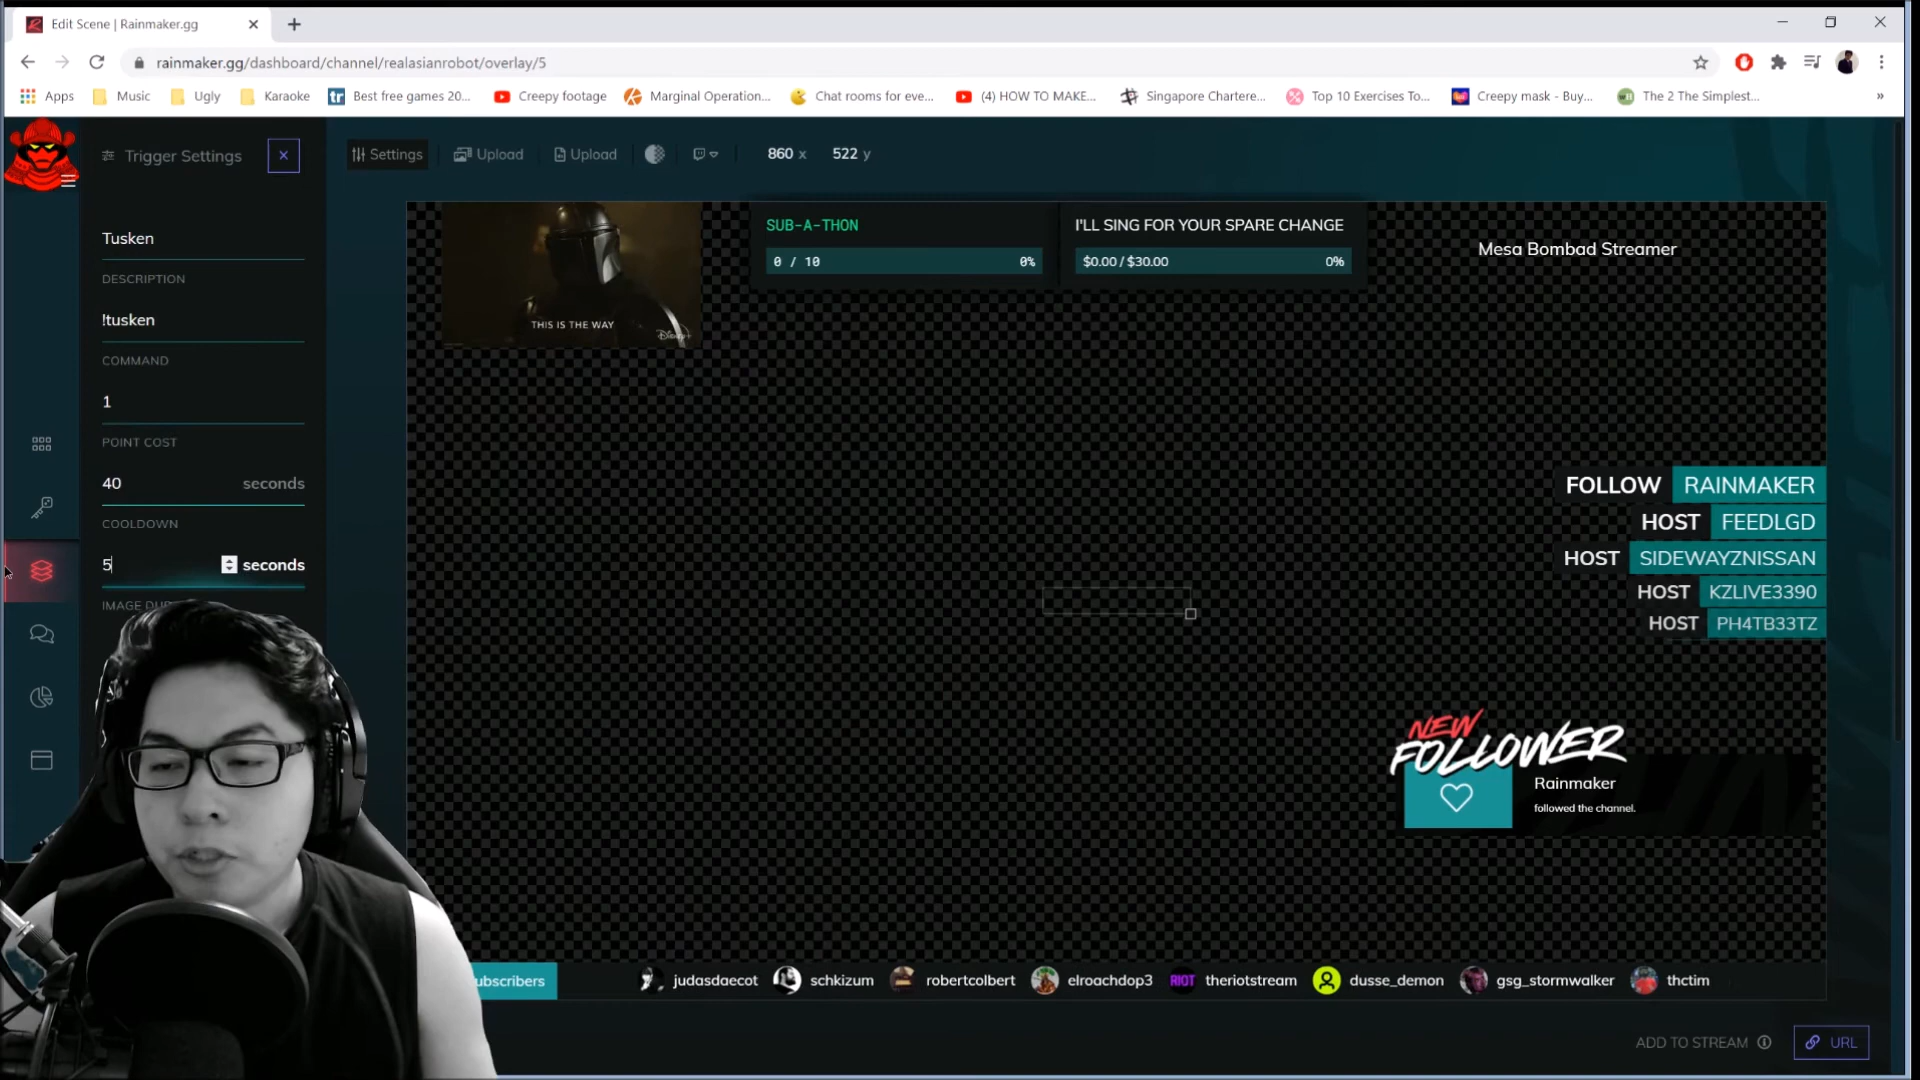 Edit Scene | Rainmaker.gg
rainmaker.gg/dashboard/channel/realasianrobot/overlay/5
Apps
Music
Ugly
Karaoke
Best free games 20...
Creepy footage
Marginal Operation...
Chat rooms for eve...
(4) HOW TO MAKE...
Singapore Chartere...
Top 10 Exercises To...
Creepy mask - Buy...
The 2 The Simplest...
»
Trigger Settings
Settings
Upload
Upload
860 x
522 y
Tusken
DESCRIPTION
!tusken
COMMAND
1
POINT COST
40 seconds
COOLDOWN
5 seconds
THIS IS THE WAY
Disney+
SUB-A-THON
0 / 10 0%
I'LL SING FOR YOUR SPARE CHANGE
$0.00 / $30.00 0%
Mesa Bombad Streamer
FOLLOW RAINMAKER
HOST FEEDLGD
HOST SIDEWAYZNISSAN
HOST KZLIVE3390
HOST PH4TB33TZ
NEW
FOLLOWER
Rainmaker
followed the channel.
ubscribers
judasdaecot
schkizum
robertcolbert
elroachdop3
RIOT
theriotstream
dusse_demon
gsg_stormwalker
thctim
ADD TO STREAM
URL